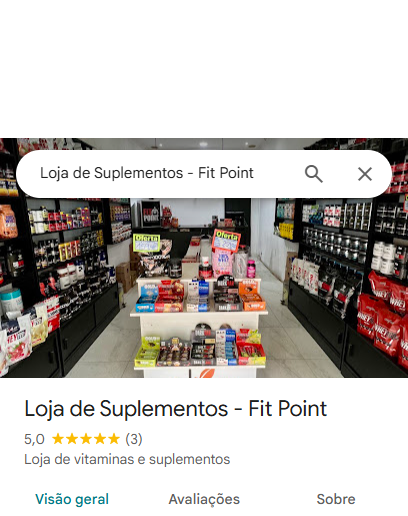 Loja de Suplementos - Fit Point
Oferta
Oferta
Loja de Suplementos - Fit Point
5,0 (3)
Loja de vitaminas e suplementos
Visão geral
Avaliações
Sobre